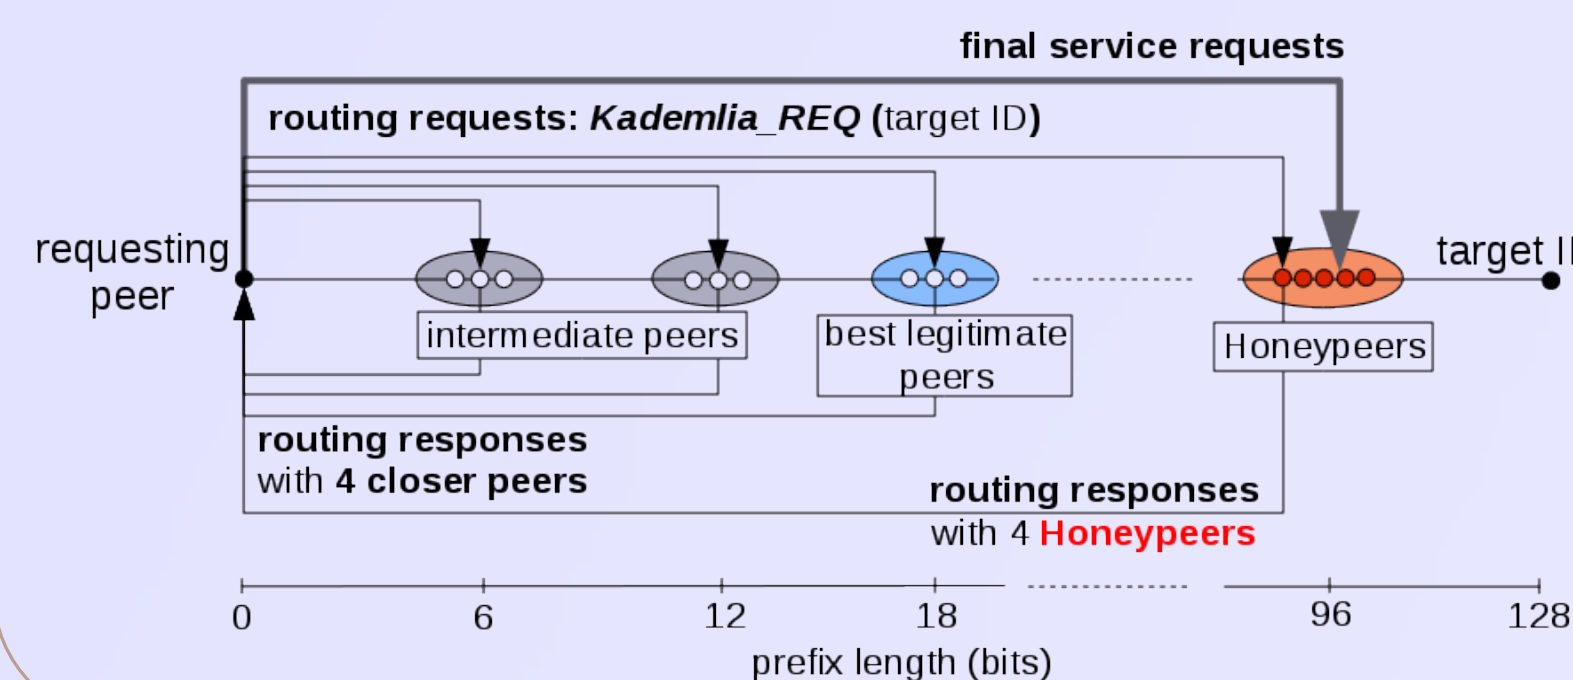 final service requests
routing requests: Kademlia_REQ (target ID)
requesting
peer
target I
intermediate peers
best legitimate
peers
Honeypeers
routing responses
with 4 closer peers
routing responses
with 4 Honeypeers
0 6 12 18 96 128
prefix length (bits)